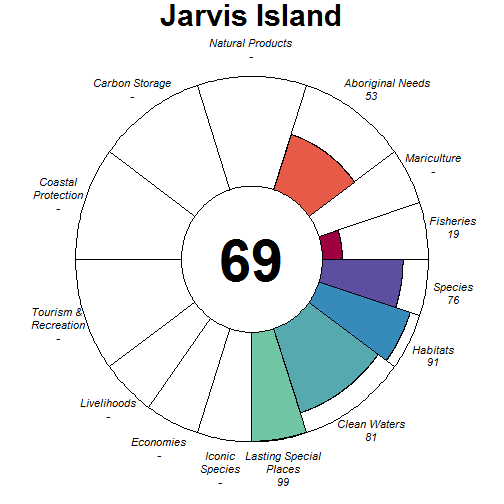 Jarvis Island
Natural Products
-
Carbon Storage
-
Aboriginal Needs
53
Mariculture
-
Coastal
Protection
-
Fisheries
19
69
Species
76
Tourism &
Recreation
-
Habitats
91
Livelihoods
-
Clean Waters
81
Economies
-
Iconic
Species
-
Lasting Special
Places
99